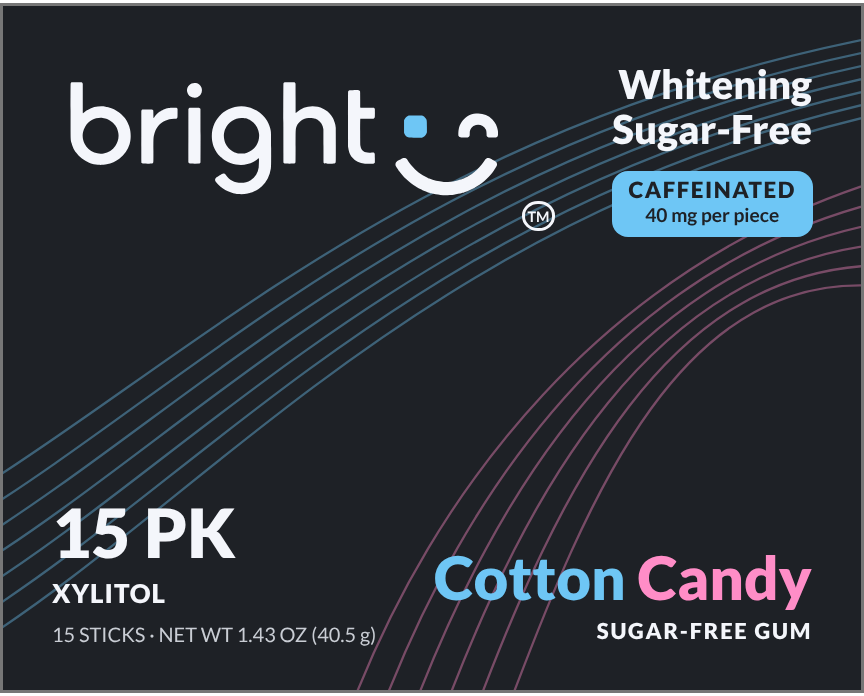 bright
TM
Whitening
Sugar-Free
CAFFEINATED
40 mg per piece
15 PK
XYLITOL
15 STICKS · NET WT 1.43 OZ (40.5 g)
Cotton Candy
SUGAR-FREE GUM